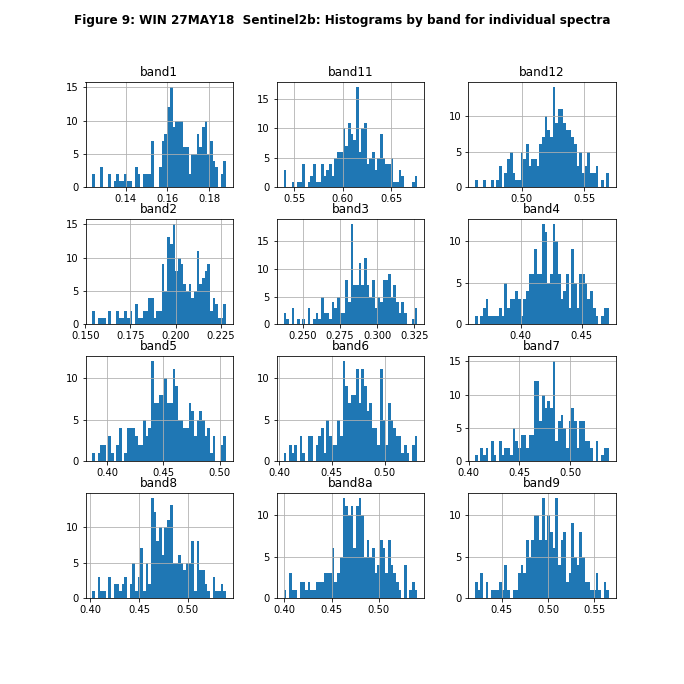 Figure 9: WIN 27MAY18  Sentinel2b: Histograms by band for individual spectra
band1 band11 band12
15 10 5 0
15 10 5 0
10 5 0
0.14 0.16 0.18 0.55 0.60 0.65 0.50 0.55
band2 band3 band4
15 10 5 0
15 10 5 0
10 5 0
0.150 0.175 0.200 0.225 0.250 0.275 0.300 0.325 0.40 0.45
band5 band6 band7
10 5 0
10 5 0
15 10 5 0
0.40 0.45 0.50 0.40 0.45 0.50 0.40 0.45 0.50
band8 band8a band9
10 5 0
10 5 0
10 5 0
0.40 0.45 0.50 0.40 0.45 0.50 0.45 0.50 0.55